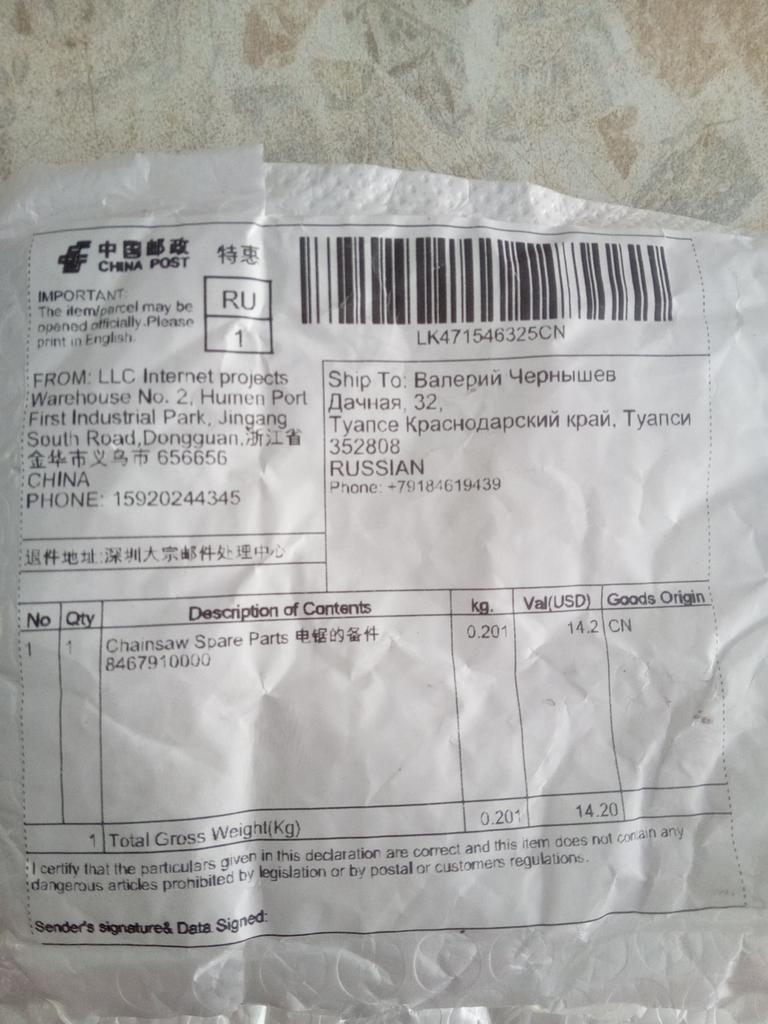 中国邮政
CHINA POST
特惠
IMPORTANT:
The item/parcel may be
opened officially.Please
print in English.
RU
1
LK471546325CN
FROM: LLC Internet projects
Warehouse No. 2, Humen Port
First Industrial Park, Jingang
South Road,Dongguan,浙江省
金华市义乌市 656656
CHINA
PHONE: 15920244345
Ship To: Валерий Чернышев
Дачная, 32,
Туапсе Краснодарский край, Туапси
352808
RUSSIAN
Phone: +79184619439
退件地址:深圳大宗邮件处理中心
No Qty Description of Contents kg. Val(USD) Goods Origin
1 1 Chainsaw Spare Parts 电锯的备件 0.201 14.2 CN
8467910000
1 Total Gross Weight(Kg) 0.201 14.20
I certify that the particulars given in this declaration are correct and this item does not contain any
dangerous articles prohibited by legislation or by postal or customers regulations.
Sender's signature& Data Signed: